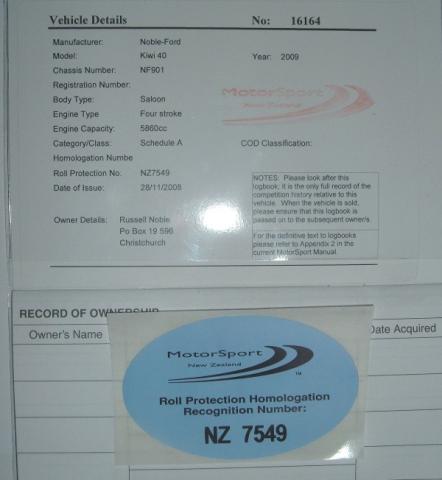 Vehicle Details No: 16164
Manufacturer: Noble-Ford
Model: Kiwi 40 Year: 2009
Chassis Number: NF901
Registration Number:
Body Type: Saloon
Engine Type Four stroke
Engine Capacity: 5860cc
Category/Class: Schedule A COD Classification:
Homologation Numbe
Roll Protection No: NZ7549
Date of Issue: 28/11/2008
MotorSport
New Zealand
NOTES: Please look after this
logbook, it is the only full record of the
competition history relative to this
vehicle. When the vehicle is sold,
please ensure that this logbook is
passed on to the subsequent owner/s.
For the definitive text to logbooks
please refer to Appendix 2 in the
current MotorSport Manual.
Owner Details: Russell Noble
Po Box 19 596
Christchurch
RECORD OF OWNERSHIP
Owner's Name Date Acquired
MotorSport
New Zealand
TM
Roll Protection Homologation
Recognition Number:
NZ 7549